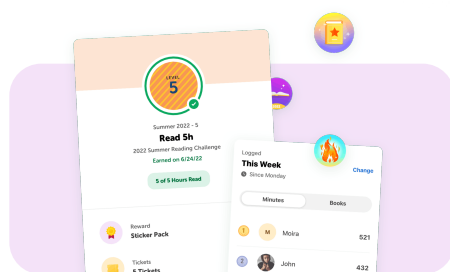 LEVEL
5
Summer 2022 - 5
Read 5h
2022 Summer Reading Challenge
Earned on 6/24/22
5 of 5 Hours Read
Reward
Sticker Pack
Tickets
5 Tickets
Logged
This Week
Since Monday
Change
Minutes
Books
1
M
Moira
521
2
John
432